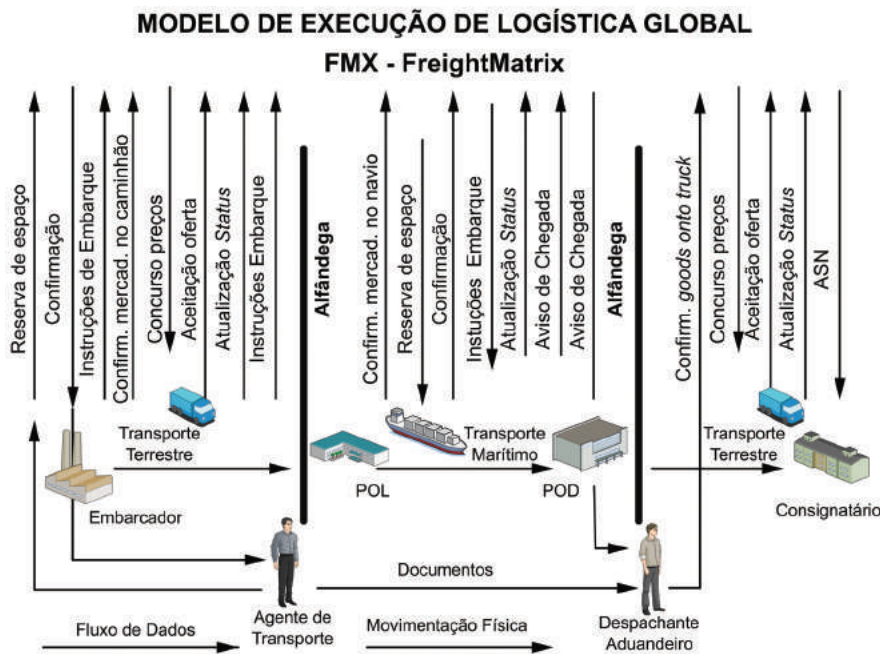 MODELO DE EXECUÇÃO DE LOGÍSTICA GLOBAL
FMX - FreightMatrix
Reserva de espaço
Confirmação
Instruções de Embarque
Confirm. mercad. no caminhão
Concurso preços
Aceitação oferta
Atualização Status
Instruções Embarque
Alfândega
Confirm. mercad. no navio
Reserva de espaço
Confirmação
Instuções Embarque
Atualização Status
Aviso de Chegada
Aviso de Chegada
Alfândega
Confirm. goods onto truck
Concurso preços
Aceitação oferta
Atualização Status
ASN
Transporte
Terrestre
Transporte
Marítimo
Transporte
Terrestre
Embarcador
POL
POD
Consignatário
Documentos
Agente de
Transporte
Despachante
Aduandeiro
Fluxo de Dados
Movimentação Física